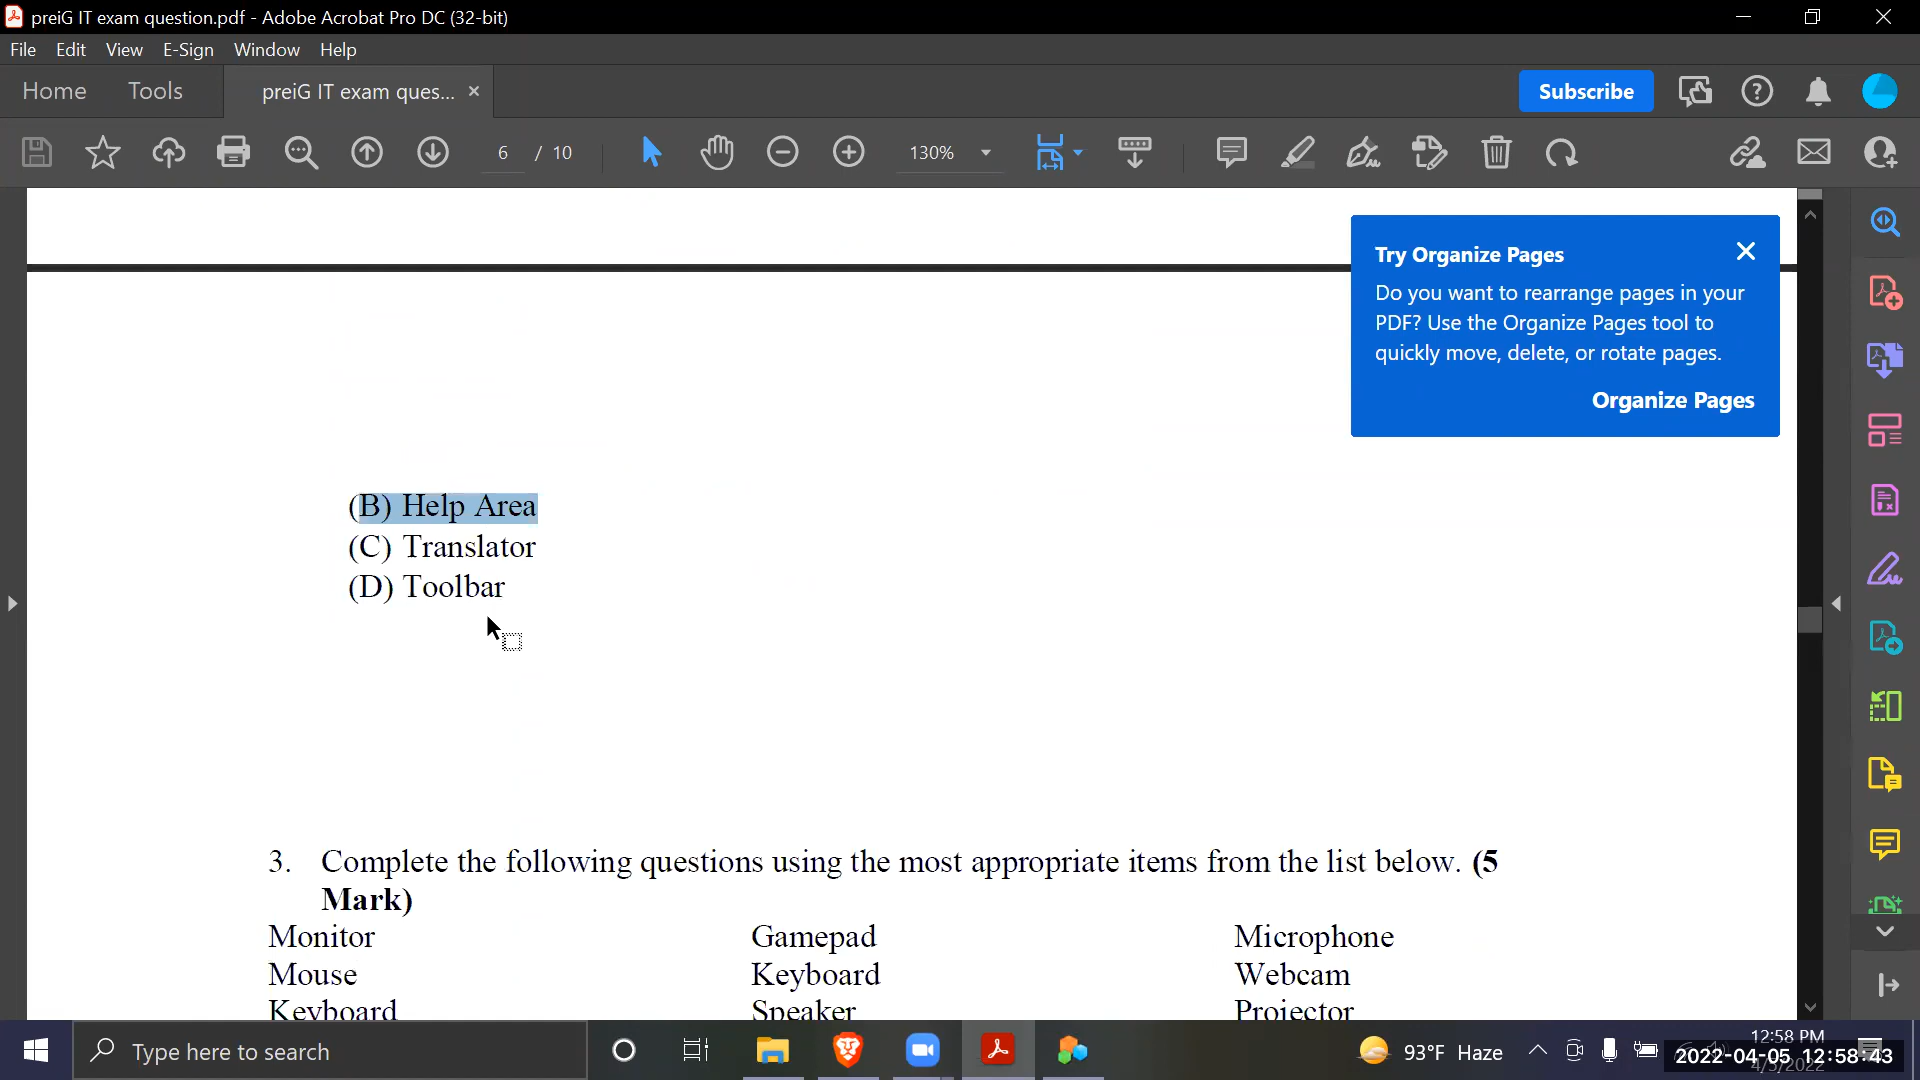 preiG IT exam question.pdf - Adobe Acrobat Pro DC (32-bit)
File Edit View E-Sign Window Help
Home Tools preiG IT exam ques... × Subscribe
6 / 10 130%
Try Organize Pages
Do you want to rearrange pages in your
PDF? Use the Organize Pages tool to
quickly move, delete, or rotate pages.
Organize Pages
(B) Help Area
(C) Translator
(D) Toolbar
3. Complete the following questions using the most appropriate items from the list below. (5
Mark)
Monitor Gamepad Microphone
Mouse Keyboard Webcam
Keyboard Speaker Projector
Type here to search 93°F Haze 12:58 PM
2022-04-05 12:58:43